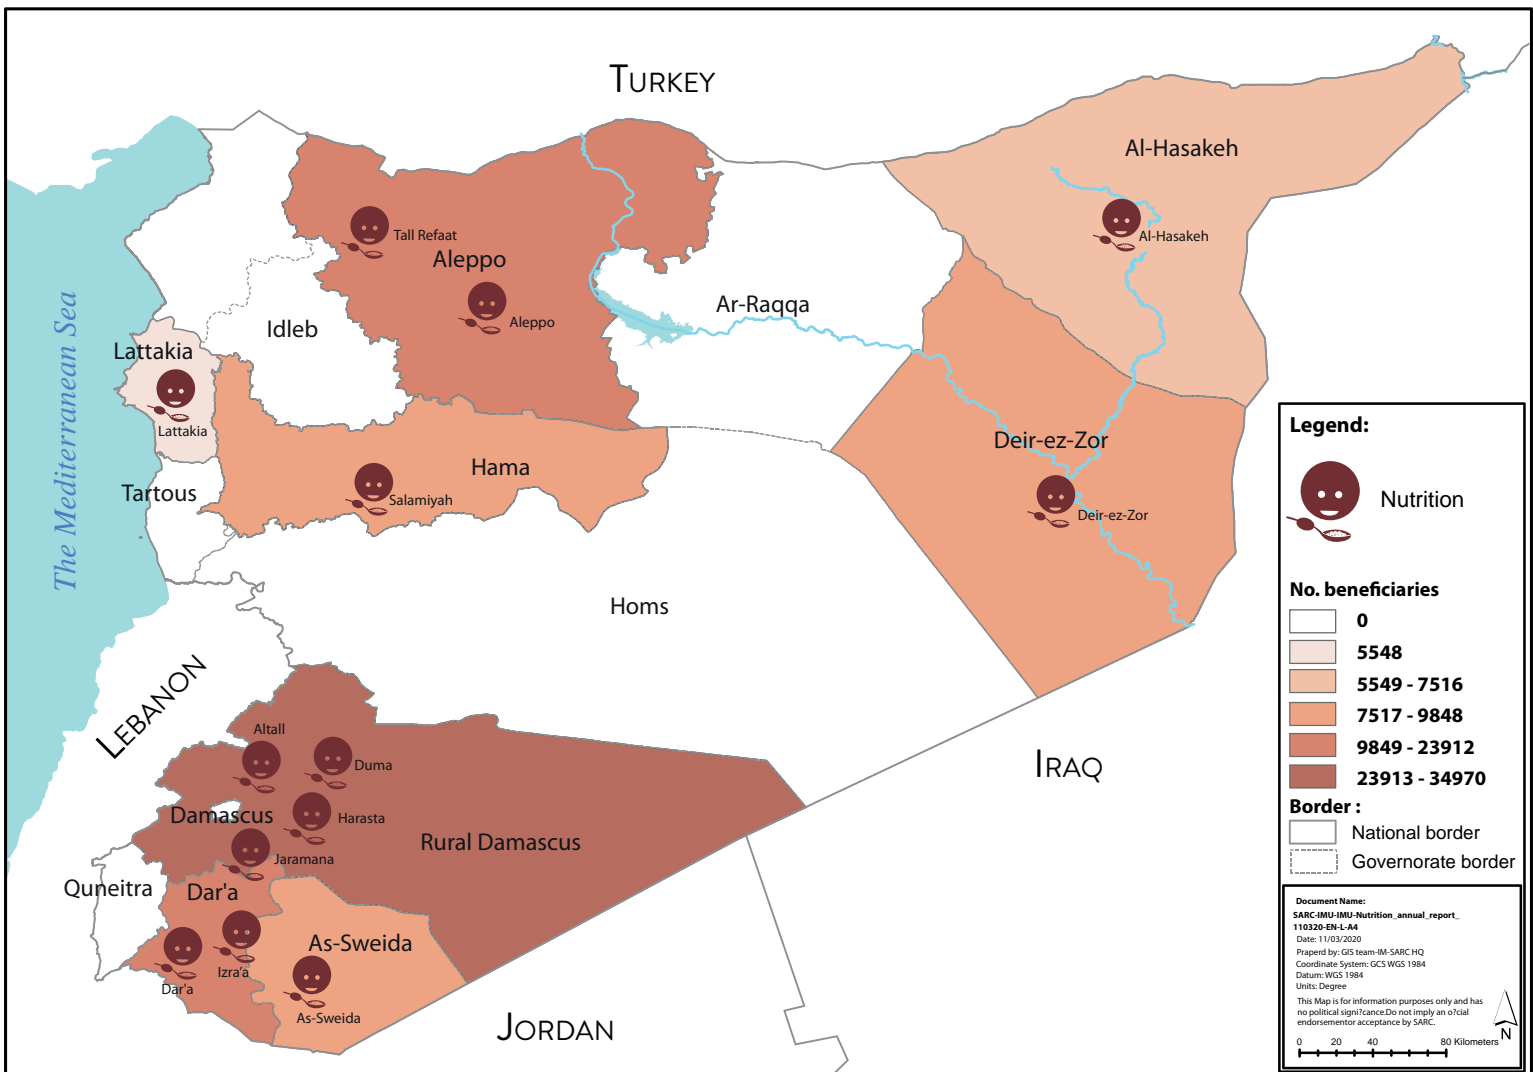 TURKEY
Al-Hasakeh
Al-Hasakeh
Tall Refaat
Aleppo
Aleppo
Ar-Raqqa
Idleb
Lattakia
Lattakia
The Mediterranean Sea
Hama
Salamiyah
Tartous
Deir-ez-Zor
Deir-ez-Zor
Homs
LEBANON
IRAQ
Altall
Duma
Damascus
Harasta
Jaramana
Rural Damascus
Quneitra
Dar'a
As-Sweida
Izra'a
Dar'a
As-Sweida
JORDAN
Legend:
Nutrition
No. beneficiaries
0
5548
5549 - 7516
7517 - 9848
9849 - 23912
23913 - 34970
Border :
National border
Governorate border
Document Name:
SARC-IMU-IMU-Nutrition_annual_report_
110320-EN-L-A4
Date: 11/03/2020
Praperd by: GIS team-IM-SARC HQ
Coordinate System: GCS WGS 1984
Datum: WGS 1984
Units: Degree
This Map is for information purposes only and has
no political signi?cance.Do not imply an o?cial
endorsementor acceptance by SARC.
N
0 20 40 80 Kilometers